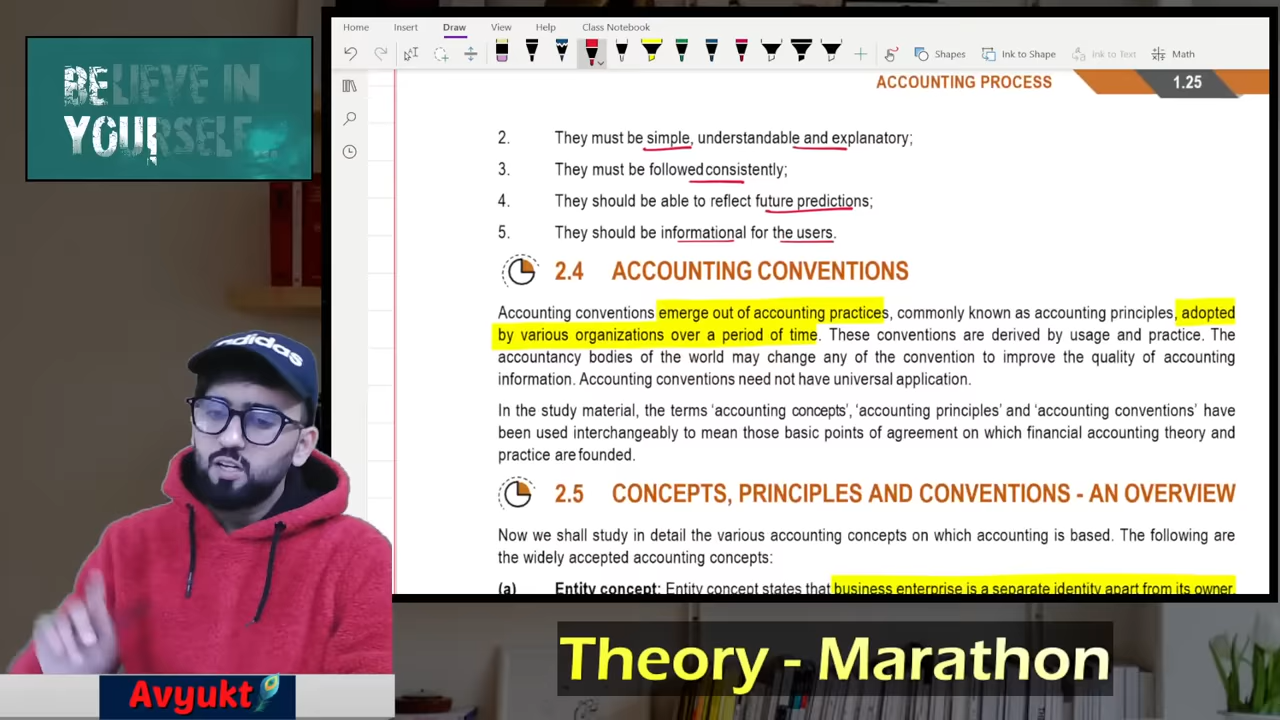 BELIEVE IN
YOURSELF...
Home Insert Draw View Help Class Notebook
Shapes Ink to Shape Ink to Text Math
ACCOUNTING PROCESS 1.25
2. They must be simple, understandable and explanatory;
3. They must be followed consistently;
4. They should be able to reflect future predictions;
5. They should be informational for the users.
2.4 ACCOUNTING CONVENTIONS
Accounting conventions emerge out of accounting practices, commonly known as accounting principles, adopted
by various organizations over a period of time. These conventions are derived by usage and practice. The
accountancy bodies of the world may change any of the convention to improve the quality of accounting
information. Accounting conventions need not have universal application.
In the study material, the terms ‘accounting concepts’, ‘accounting principles’ and ‘accounting conventions’ have
been used interchangeably to mean those basic points of agreement on which financial accounting theory and
practice are founded.
2.5 CONCEPTS, PRINCIPLES AND CONVENTIONS - AN OVERVIEW
Now we shall study in detail the various accounting concepts on which accounting is based. The following are
the widely accepted accounting concepts:
(a) Entity concept: Entity concept states that business enterprise is a separate identity apart from its owner.
adidas
Theory - Marathon
Avyukt